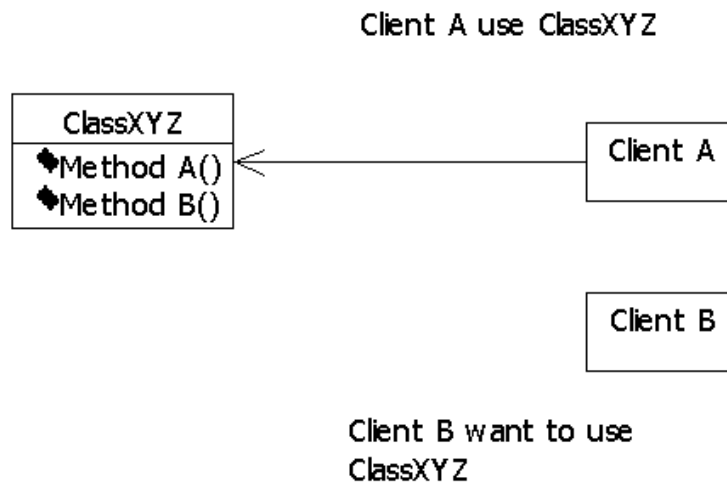 Client A use ClassXYZ
ClassXYZ
Method A()
Method B()
Client A
Client B
Client B want to use
ClassXYZ